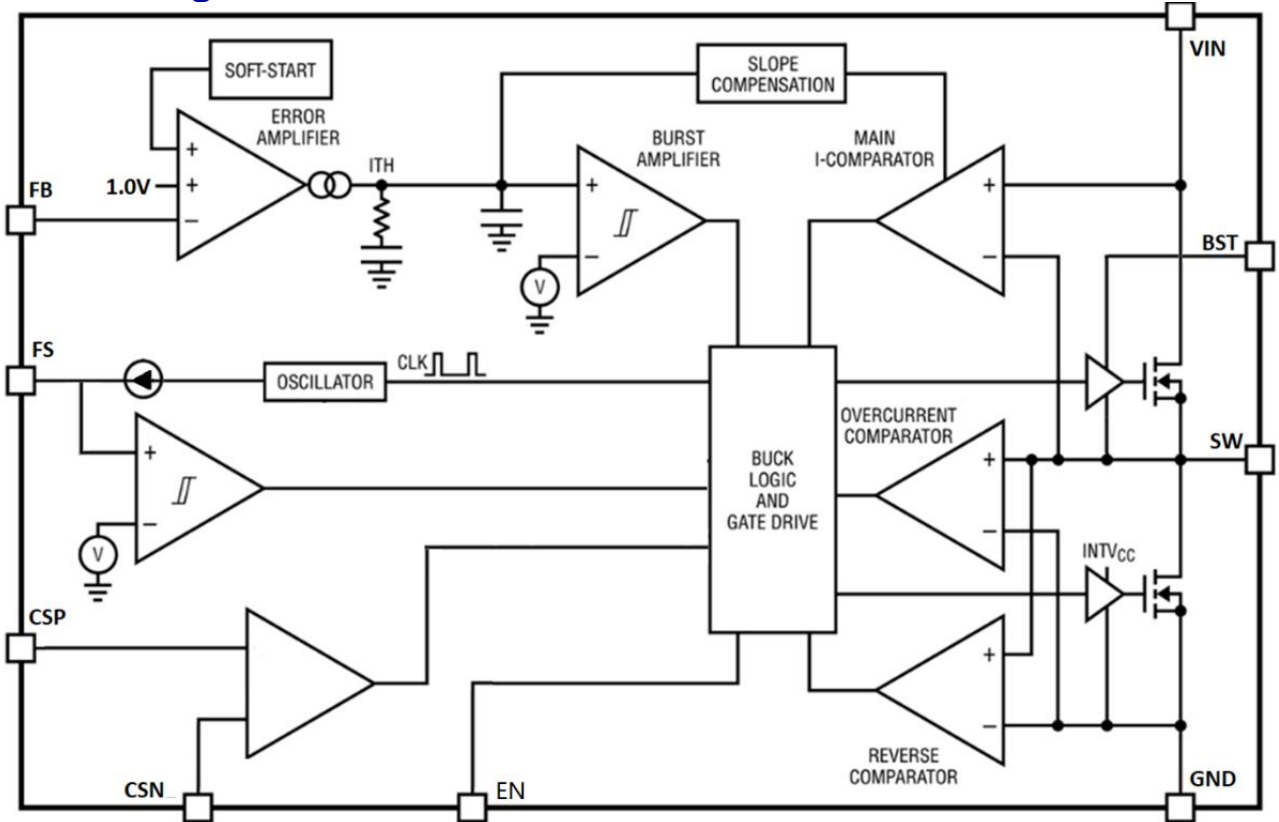 VIN
SOFT-START
SLOPE
COMPENSATION
ERROR
AMPLIFIER
BURST
AMPLIFIER
MAIN
I-COMPARATOR
ITH
FB
1.0V
+
+
−
+
−
V
+
−
BST
FS
OSCILLATOR
CLK
OVERCURRENT
COMPARATOR
SW
+
−
V
BUCK
LOGIC
AND
GATE DRIVE
+
−
INTVCC
CSP
+
−
REVERSE
COMPARATOR
CSN
EN
GND